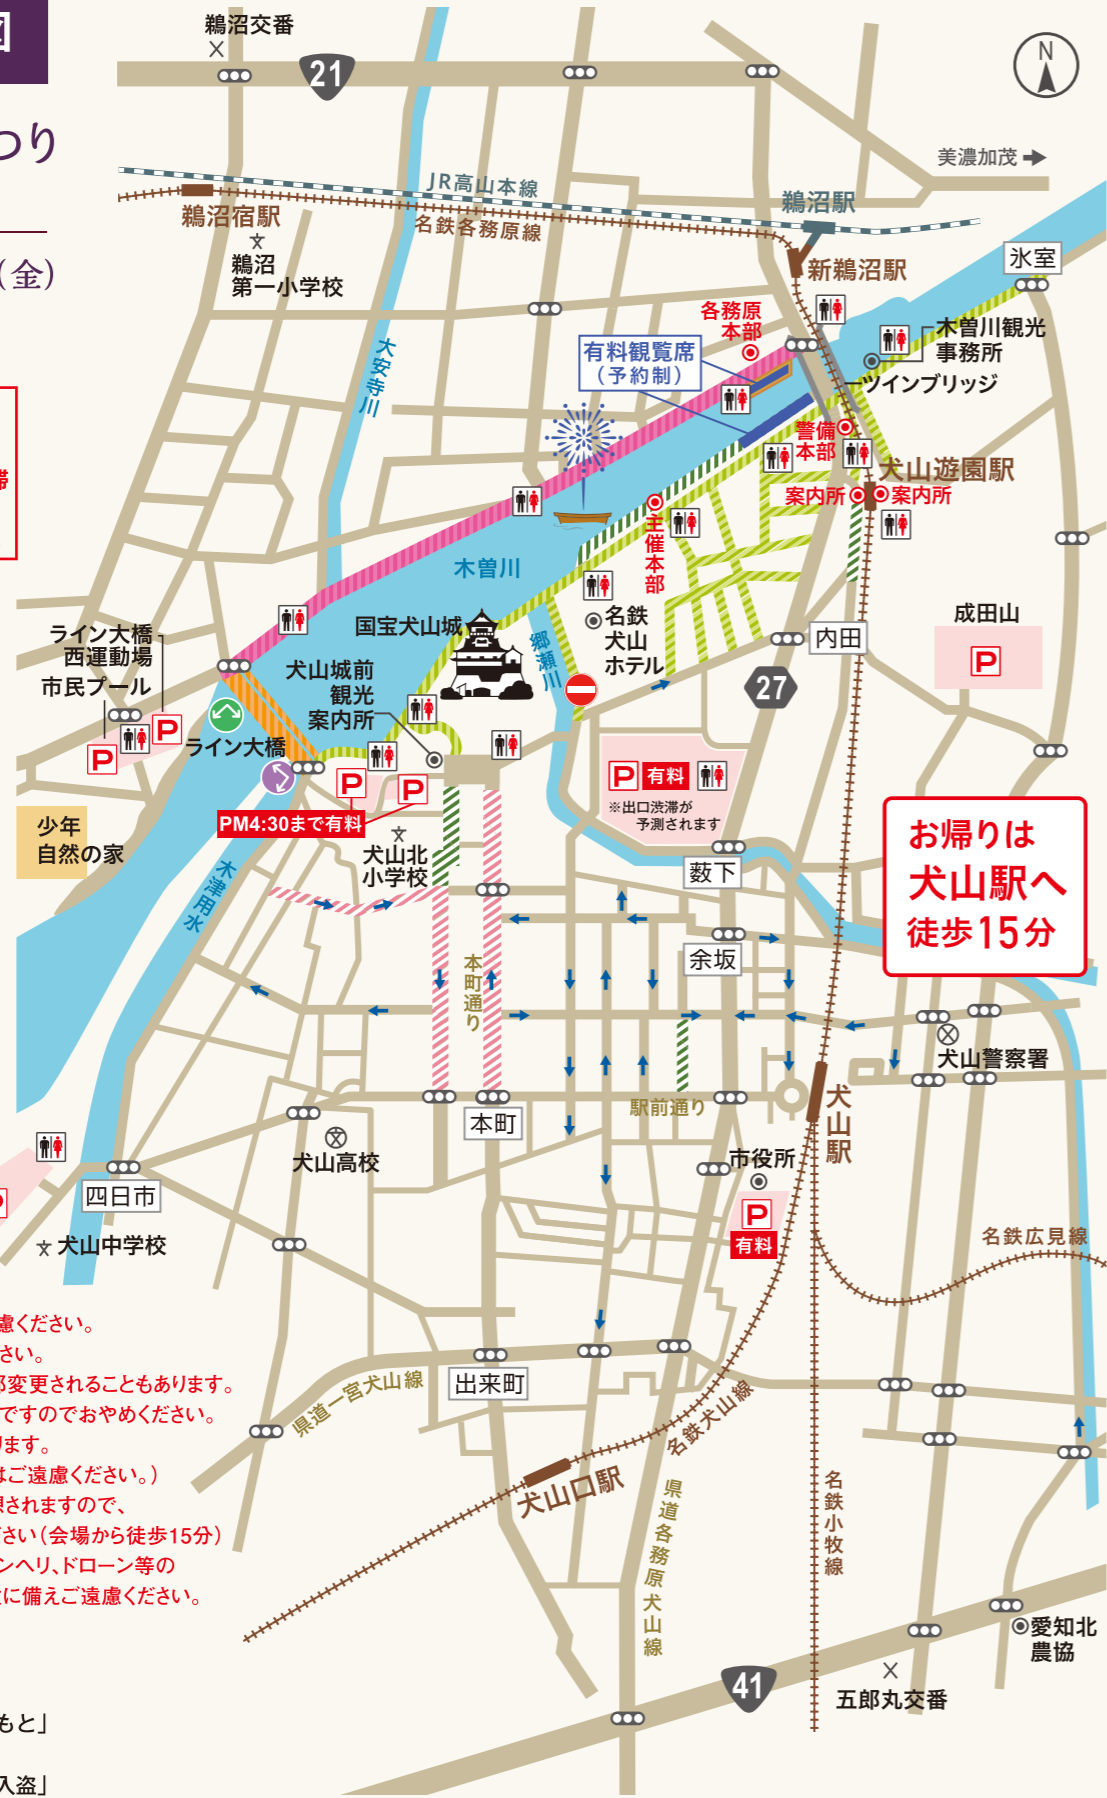 図
鵜沼交番
21
N
つり
美濃加茂
JR高山本線
鵜沼宿駅
名鉄各務原線
鵜沼駅
(金)
鵜沼
第一小学校
新鵜沼駅
氷室
各務原
本部
有料観覧席
(予約制)
木曽川観光
事務所
大安寺川
ツインブリッジ
警備
本部
犬山遊園駅
案内所
案内所
主催本部
木曽川
国宝犬山城
名鉄
犬山
ホテル
郷瀬川
成田山
P
内田
27
ライン大橋
西運動場
市民プール
P
P
犬山城前
観光
案内所
ライン大橋
P
P
PM4:30まで有料
P 有料
※出口渋滞が
予測されます
少年
自然の家
犬山北
小学校
お帰りは
犬山駅へ
徒歩15分
薮下
木津用水
余坂
本町通り
犬山警察署
駅前通り
本町
犬山駅
犬山高校
市役所
P
有料
四日市
犬山中学校
名鉄広見線
慮ください。
さい。
部変更されることもあります。
ですのでおやめください。
ります。
はご遠慮ください。)
想されますので、
ださい(会場から徒歩15分)
ンヘリ、ドローン等の
に備えご遠慮ください。
出来町
県道一宮犬山線
名鉄犬山線
犬山口駅
県道各務原犬山線
名鉄小牧線
愛知北
農協
41
五郎丸交番
もと」
入盗」